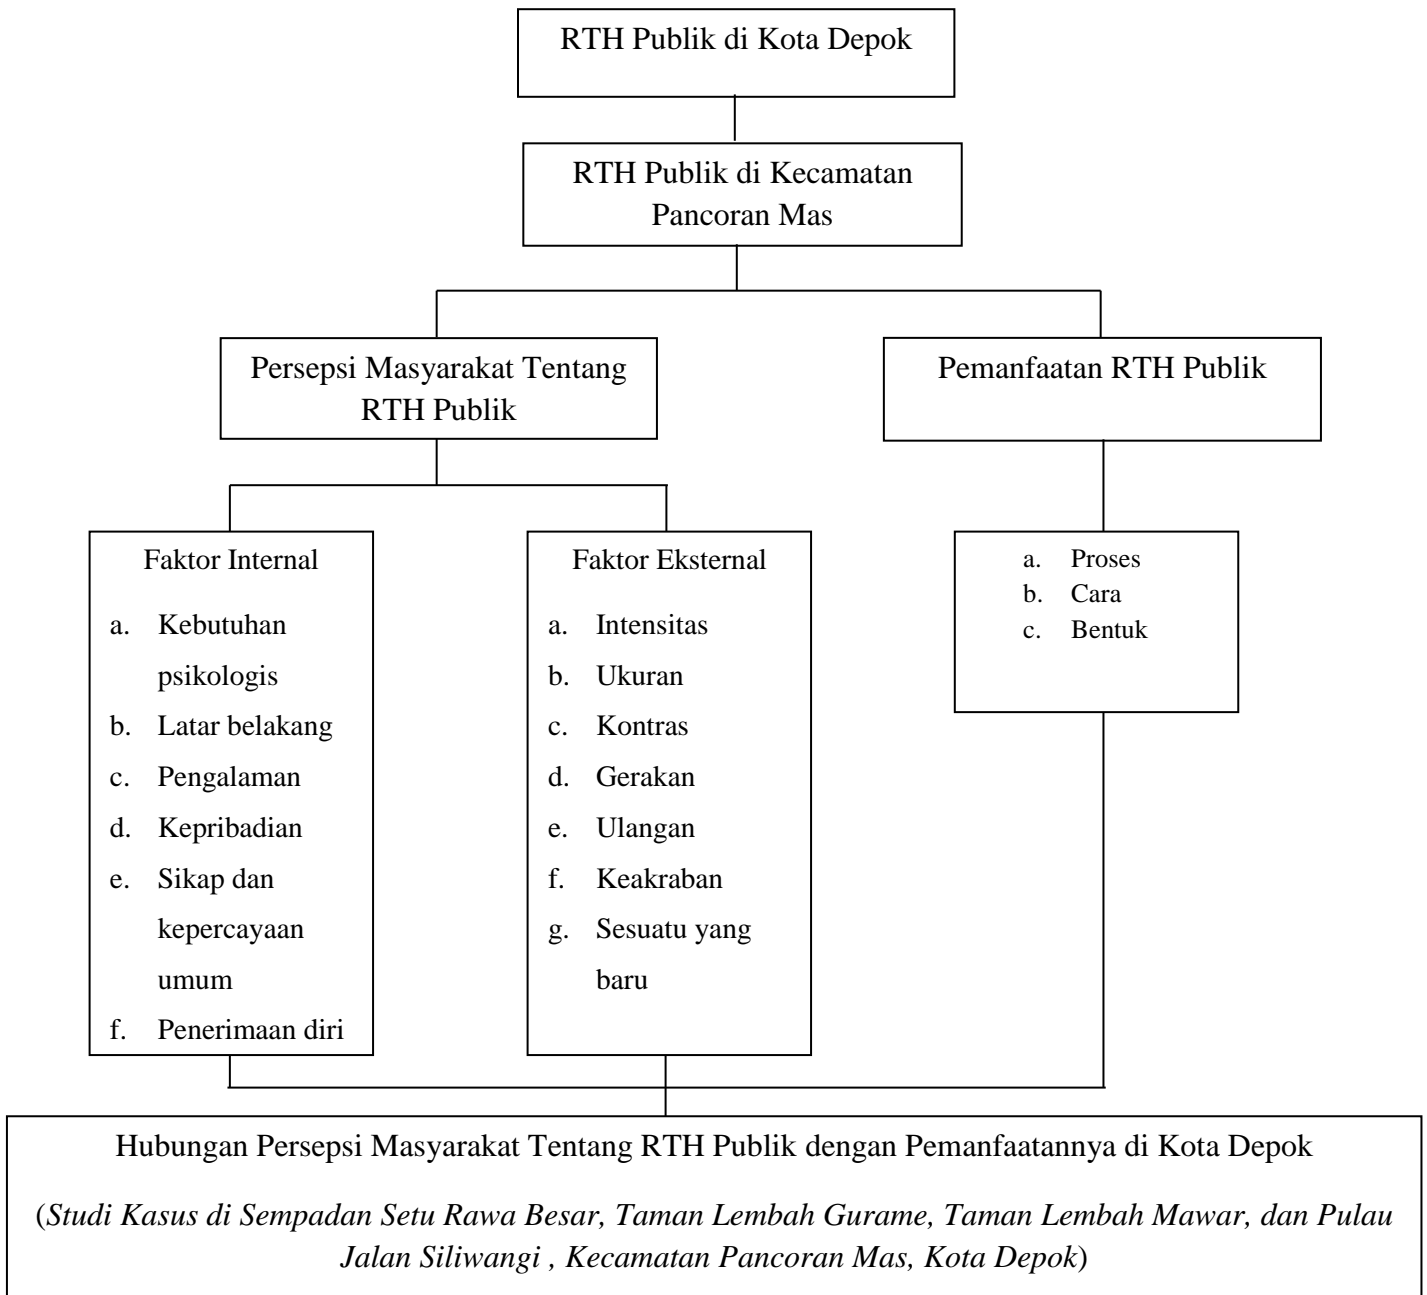 RTH Publik di Kota Depok
RTH Publik di Kecamatan
Pancoran Mas
Persepsi Masyarakat Tentang
RTH Publik
Pemanfaatan RTH Publik
Faktor Internal
a. Kebutuhan
psikologis
b. Latar belakang
c. Pengalaman
d. Kepribadian
e. Sikap dan
kepercayaan
umum
f. Penerimaan diri
Faktor Eksternal
a. Intensitas
b. Ukuran
c. Kontras
d. Gerakan
e. Ulangan
f. Keakraban
g. Sesuatu yang
baru
a. Proses
b. Cara
c. Bentuk
Hubungan Persepsi Masyarakat Tentang RTH Publik dengan Pemanfaatannya di Kota Depok
(Studi Kasus di Sempadan Setu Rawa Besar, Taman Lembah Gurame, Taman Lembah Mawar, dan Pulau
Jalan Siliwangi , Kecamatan Pancoran Mas, Kota Depok)